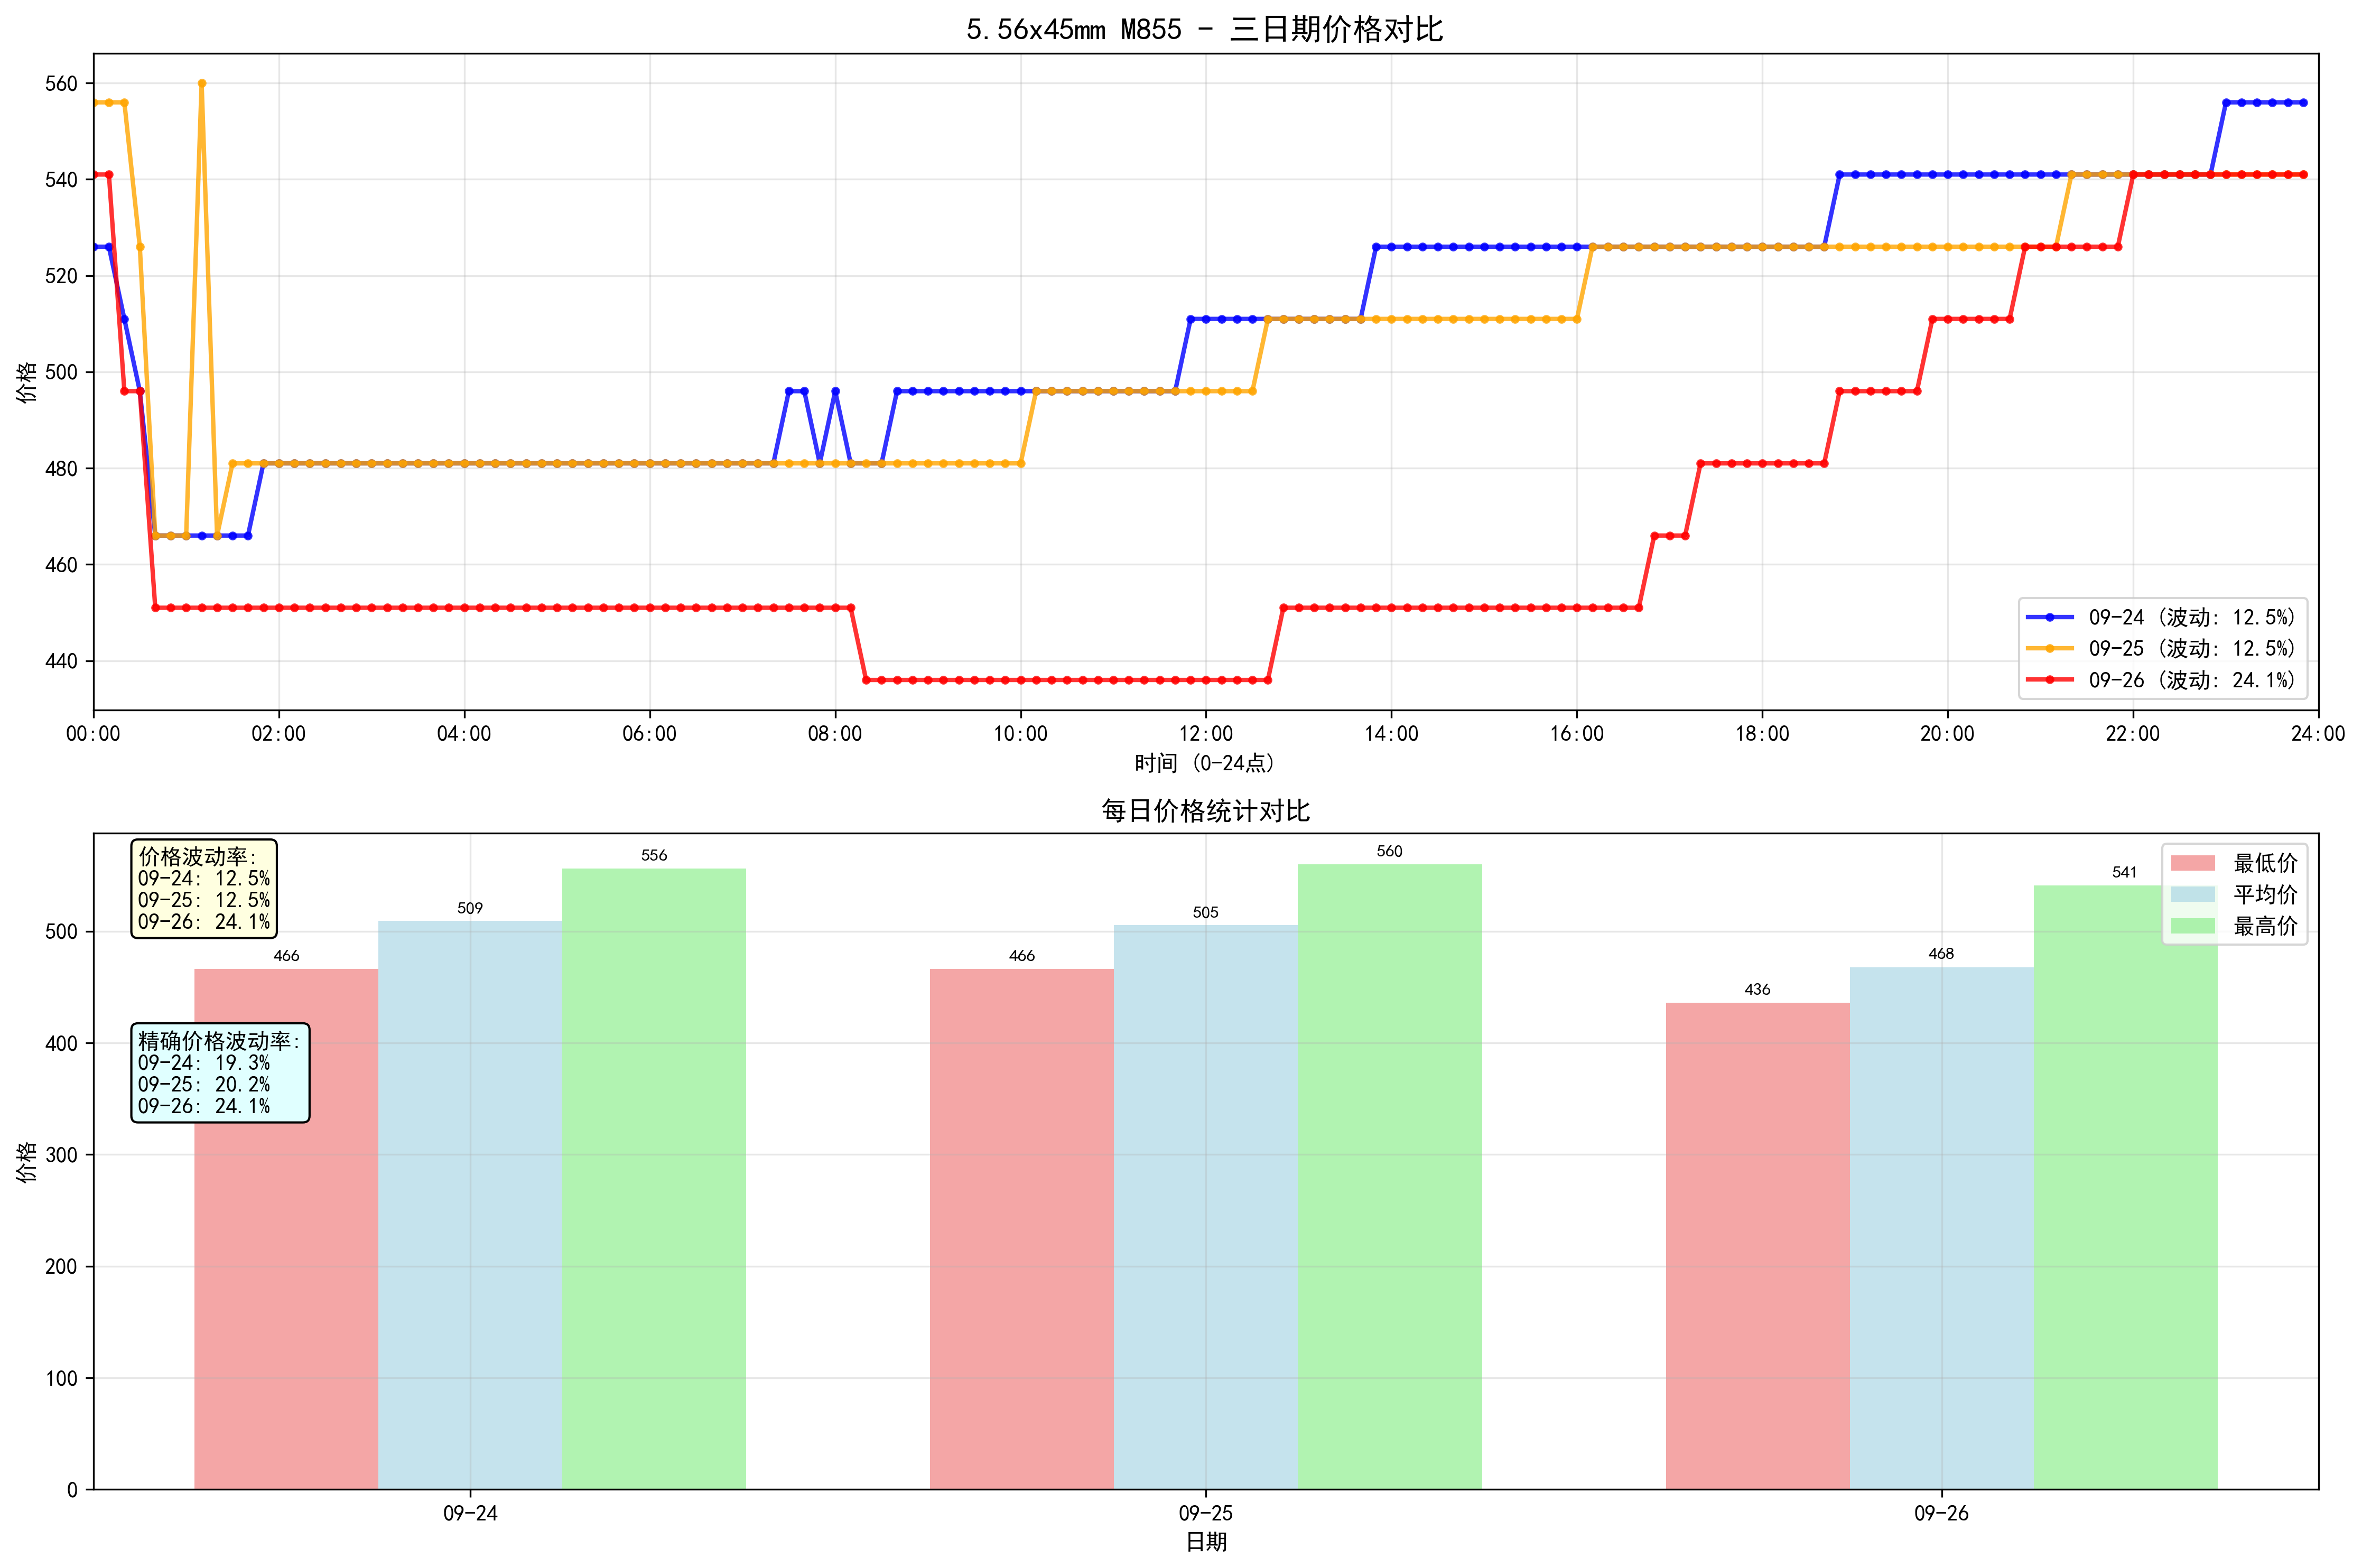 5.56x45mm M855 - 三日期价格对比
560
540
520
500
480
460
440
价格
00:00 02:00 04:00 06:00 08:00 10:00 12:00 14:00 16:00 18:00 20:00 22:00 24:00
时间 (0-24点)
09-24 (波动: 12.5%)
09-25 (波动: 12.5%)
09-26 (波动: 24.1%)
每日价格统计对比
价格波动率:
09-24: 12.5%
09-25: 12.5%
09-26: 24.1%
精确价格波动率:
09-24: 19.3%
09-25: 20.2%
09-26: 24.1%
466
509
556
466
505
560
436
468
541
最低价
平均价
最高价
500
400
300
200
100
0
价格
09-24 09-25 09-26
日期